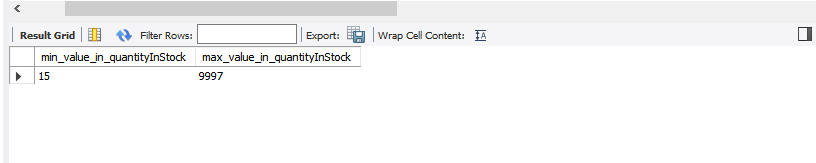 Result Grid Filter Rows: Export: Wrap Cell Content:
min_value_in_quantityInStock max_value_in_quantityInStock
15 9997